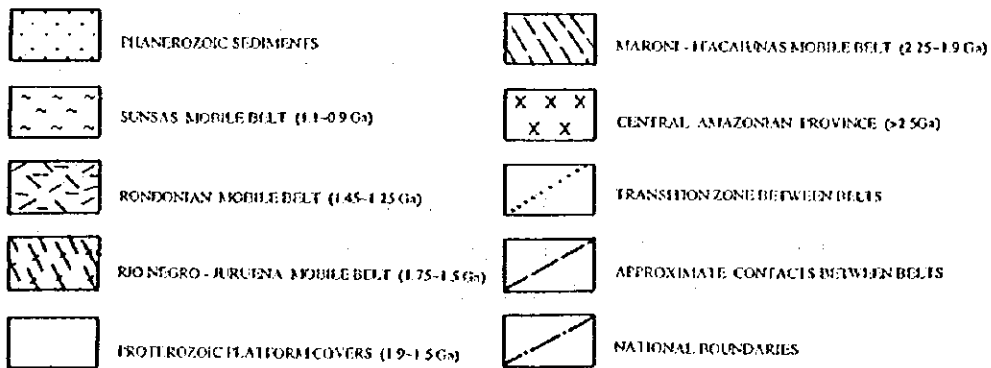 PHANEROZOIC SEDIMENTS
SUNSAS MOBILE BELT (1.1-0.9 Ga)
RONDONIAN MOBILE BELT (1.45-1.25 Ga)
RIO NEGRO - JURUENA MOBILE BELT (1.75-1.5 Ga)
PROTEROZOIC PLATFORM COVERS (1.9-1.5 Ga)
MARONI - ITACAIUNAS MOBILE BELT (2.25-1.9 Ga)
CENTRAL AMAZONIAN PROVINCE (>2.5Ga)
TRANSITION ZONE BETWEEN BELTS
APPROXIMATE CONTACTS BETWEEN BELTS
NATIONAL BOUNDARIES